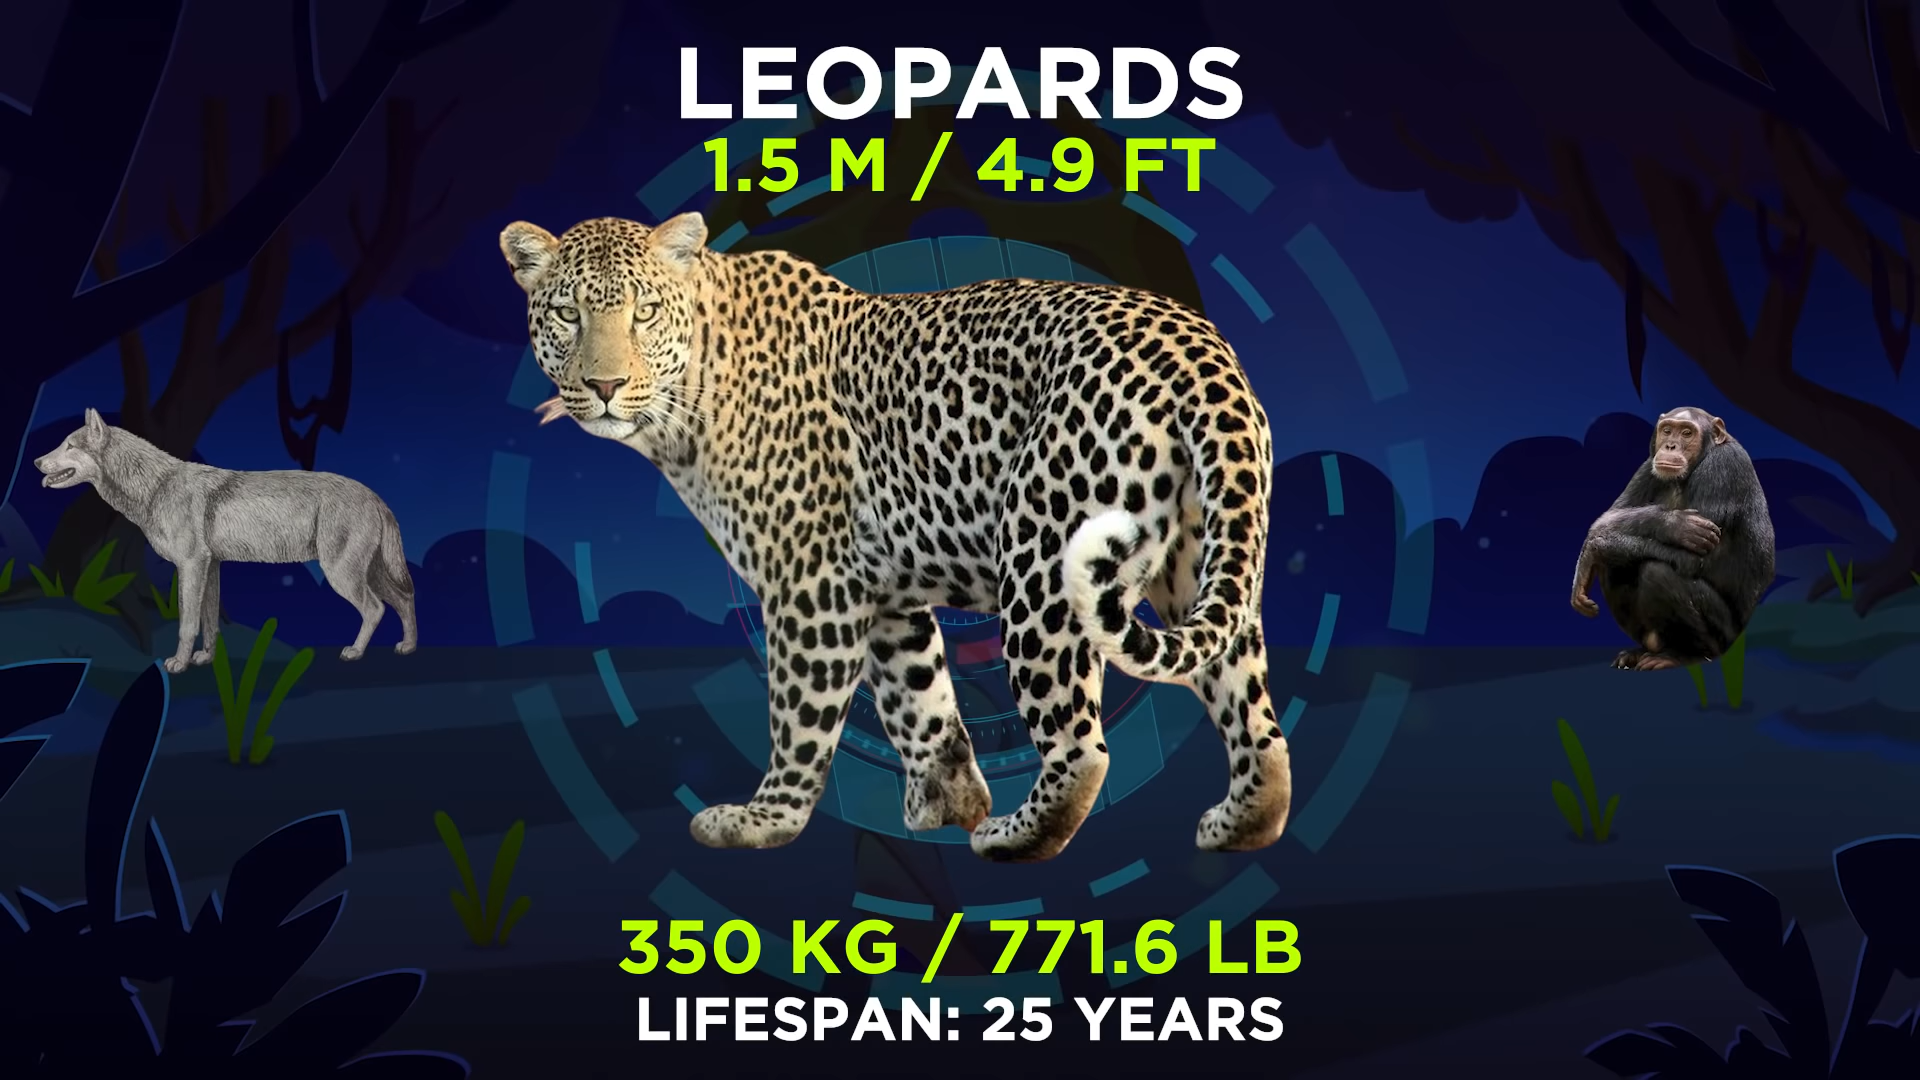 LEOPARDS
1.5 M / 4.9 FT
350 KG / 771.6 LB
LIFESPAN: 25 YEARS